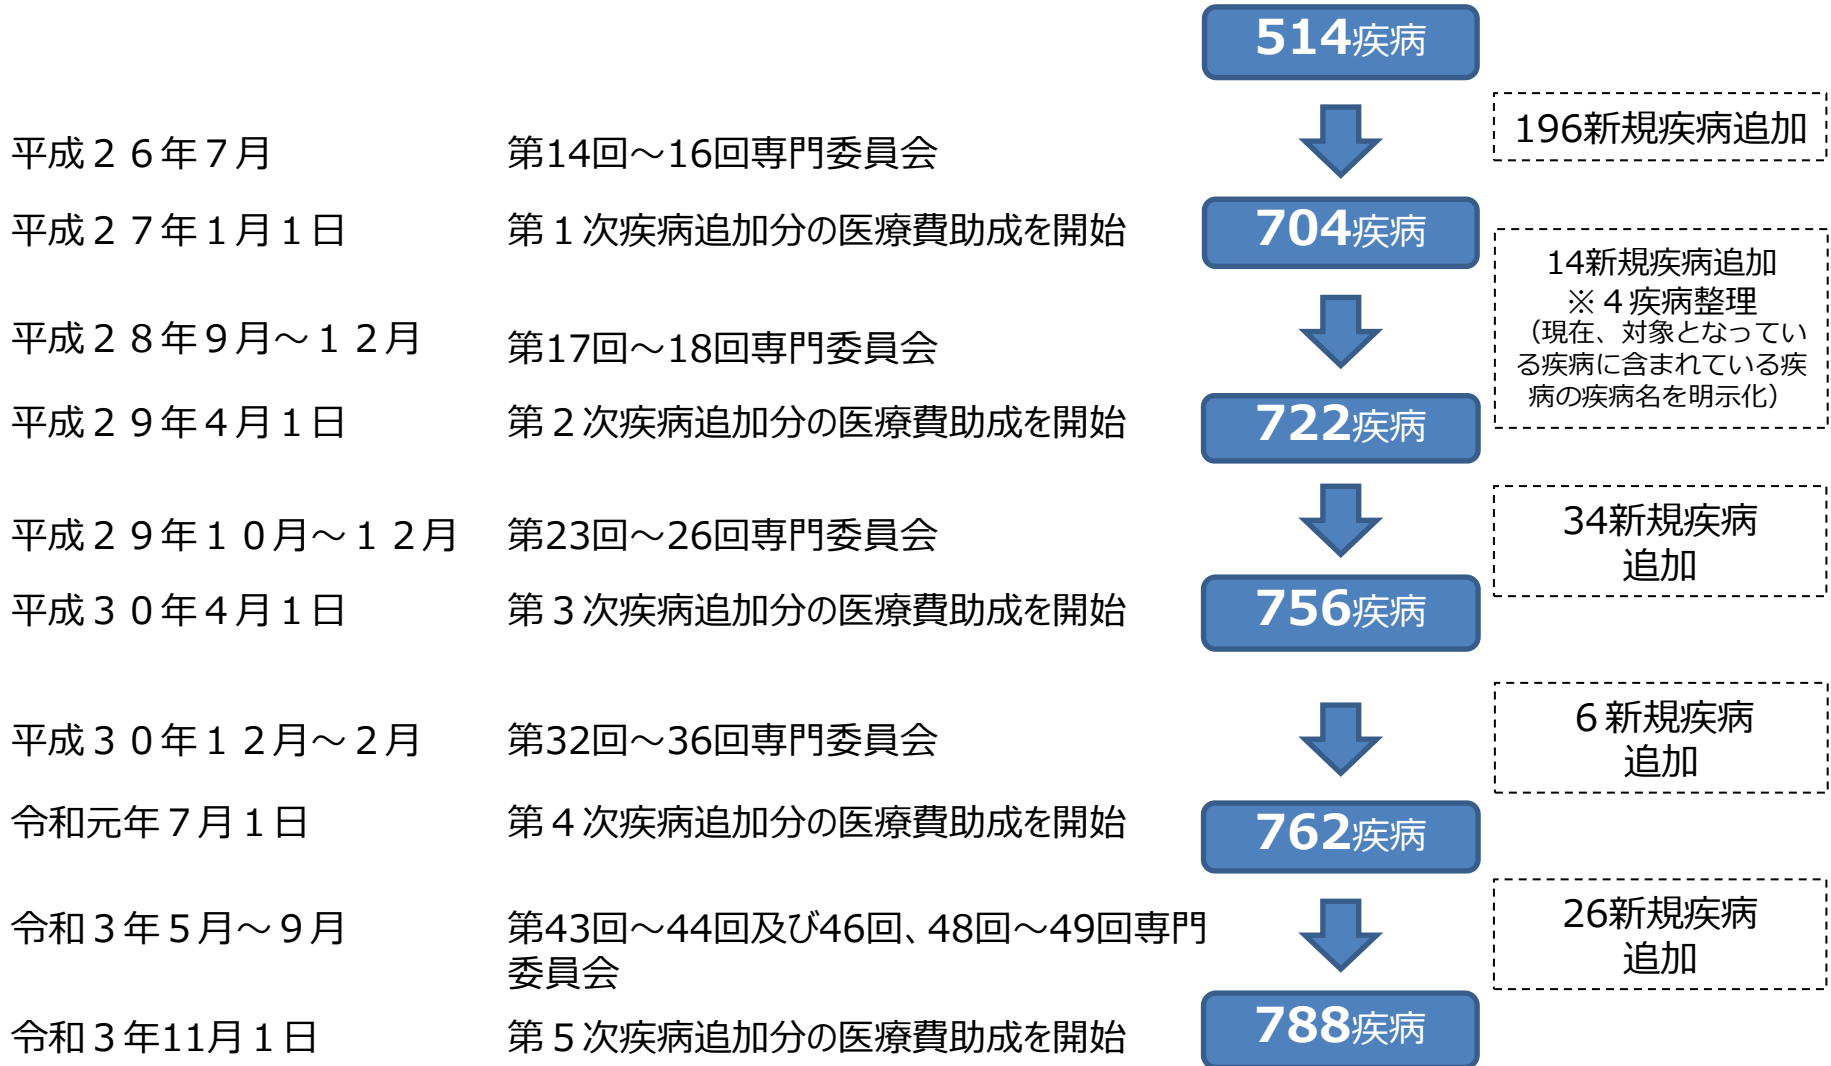 514疾病
196新規疾病追加
平成２６年７月
第14回～16回専門委員会
平成２７年１月１日
第１次疾病追加分の医療費助成を開始
704疾病
14新規疾病追加
※４疾病整理
（現在、対象となってい
る疾病に含まれている疾
病の疾病名を明示化）
平成２８年９月～１２月
第17回～18回専門委員会
平成２９年４月１日
第２次疾病追加分の医療費助成を開始
722疾病
34新規疾病
追加
平成２９年１０月～１２月
第23回～26回専門委員会
平成３０年４月１日
第３次疾病追加分の医療費助成を開始
756疾病
６新規疾病
追加
平成３０年１２月～２月
第32回～36回専門委員会
令和元年７月１日
第４次疾病追加分の医療費助成を開始
762疾病
26新規疾病
追加
令和３年５月～９月
第43回～44回及び46回、48回～49回専門
委員会
令和３年11月１日
第５次疾病追加分の医療費助成を開始
788疾病